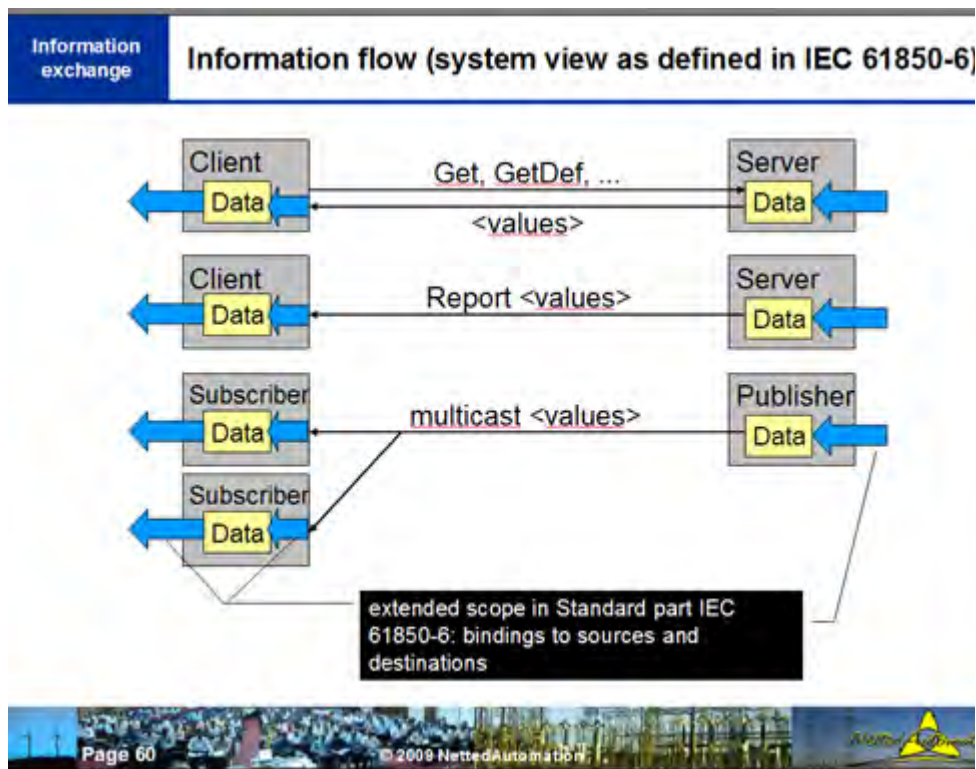 Information
exchange
Information flow (system view as defined in IEC 61850-6)
Client
Data
Get, GetDef, ...
<values>
Server
Data
Client
Data
Report <values>
Server
Data
Subscriber
Data
multicast <values>
Publisher
Data
Subscriber
Data
extended scope in Standard part IEC
61850-6: bindings to sources and
destinations
Page 60
© 2009 NettedAutomation